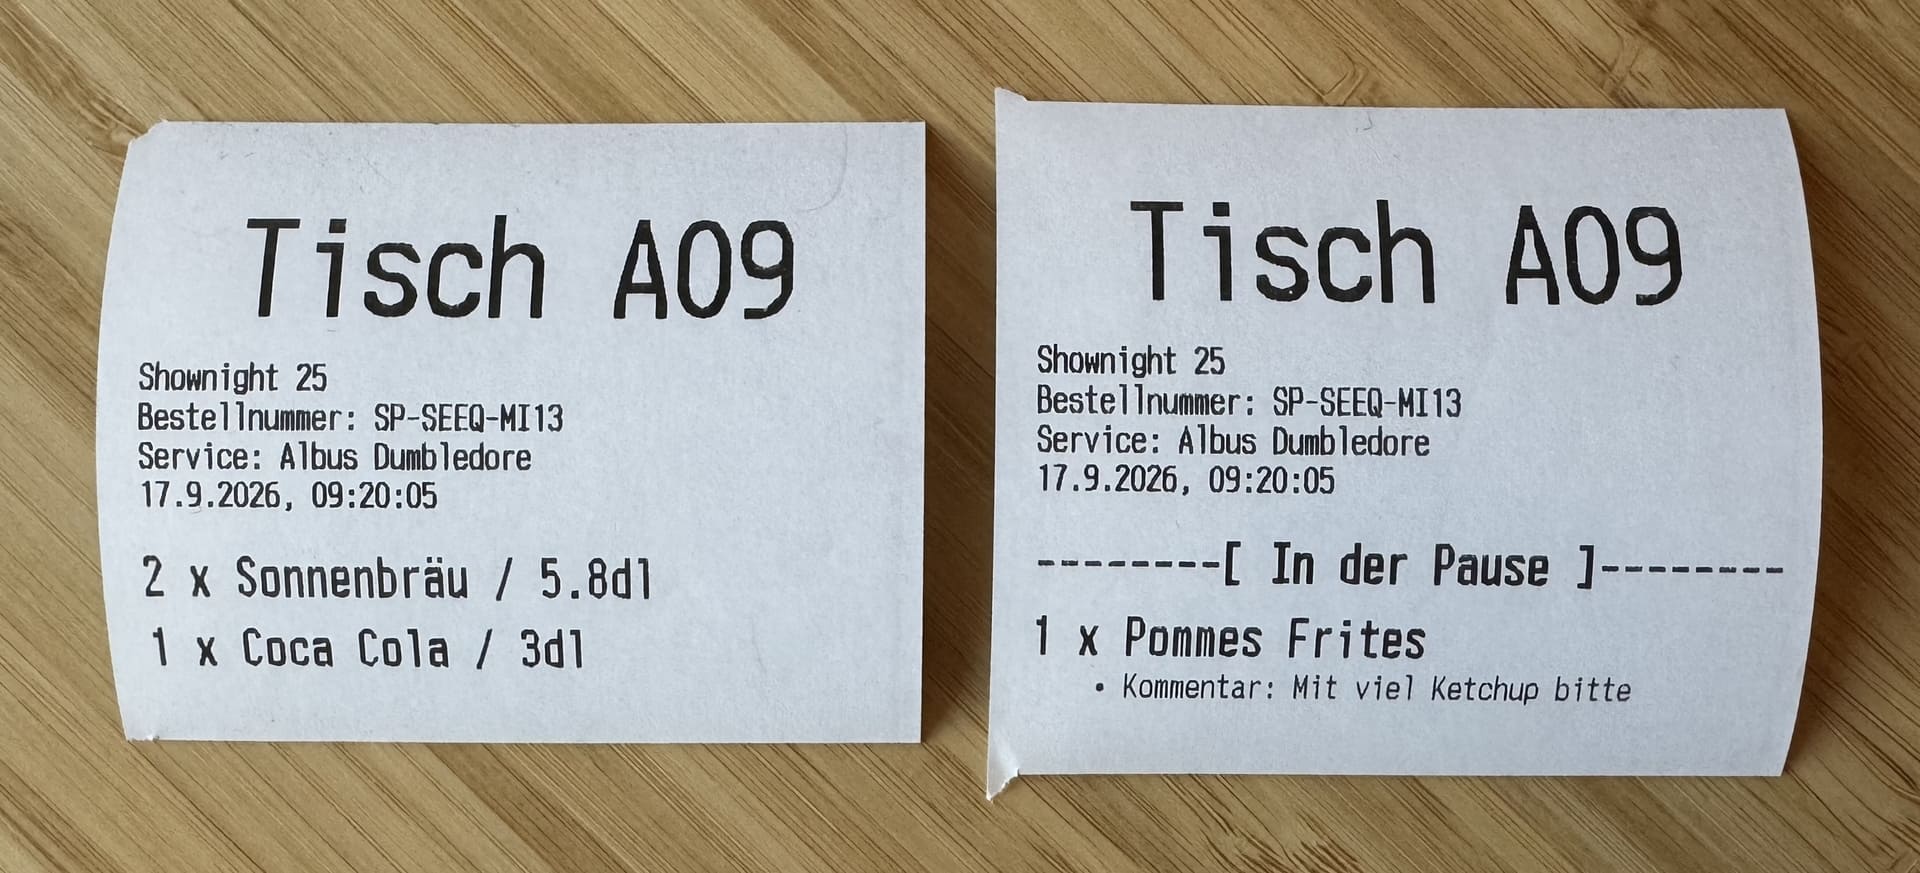 Tisch A09
Shownight 25
Bestellnummer: SP-SEEQ-MI13
Service: Albus Dumbledore
17.9.2026, 09:20:05
2 x Sonnenbräu / 5.8dl
1 x Coca Cola / 3dl
Tisch A09
Shownight 25
Bestellnummer: SP-SEEQ-MI13
Service: Albus Dumbledore
17.9.2026, 09:20:05
--------[ In der Pause ]--------
1 x Pommes Frites
• Kommentar: Mit viel Ketchup bitte